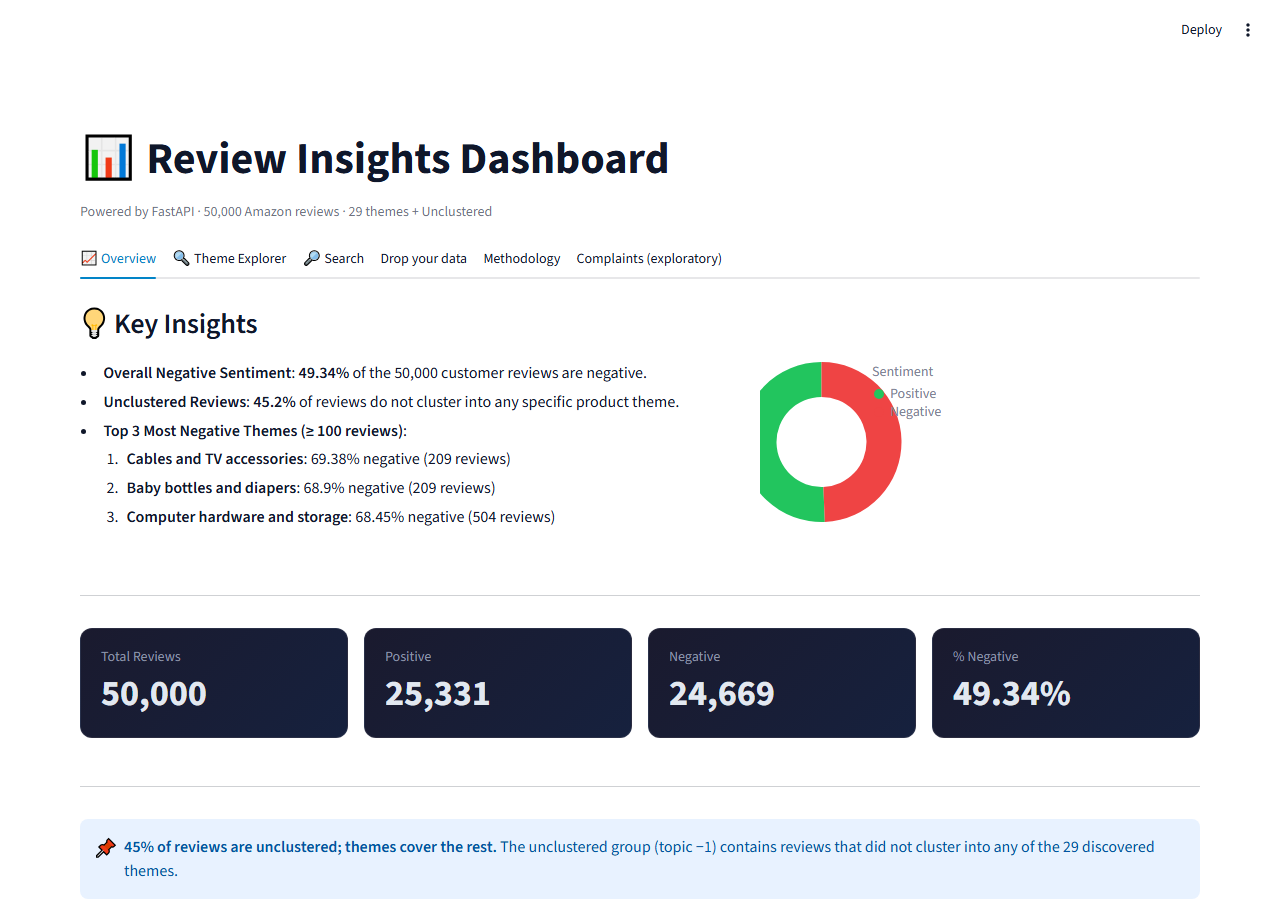 Deploy
Review Insights Dashboard
Powered by FastAPI · 50,000 Amazon reviews · 29 themes + Unclustered
Overview
Theme Explorer
Search
Drop your data
Methodology
Complaints (exploratory)
Key Insights
• Overall Negative Sentiment: 49.34% of the 50,000 customer reviews are negative.
• Unclustered Reviews: 45.2% of reviews do not cluster into any specific product theme.
• Top 3 Most Negative Themes (≥ 100 reviews):
1. Cables and TV accessories: 69.38% negative (209 reviews)
2. Baby bottles and diapers: 68.9% negative (209 reviews)
3. Computer hardware and storage: 68.45% negative (504 reviews)
Sentiment
Positive
Negative
Total Reviews
50,000
Positive
25,331
Negative
24,669
% Negative
49.34%
45% of reviews are unclustered; themes cover the rest. The unclustered group (topic −1) contains reviews that did not cluster into any of the 29 discovered
themes.